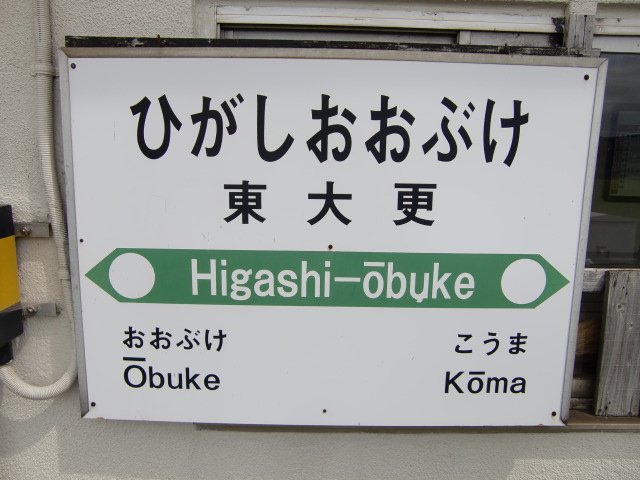 ひがしおおぶけ
東大更
Higashi-ōbuke
おおぶけ
Ōbuke
こうま
Kōma